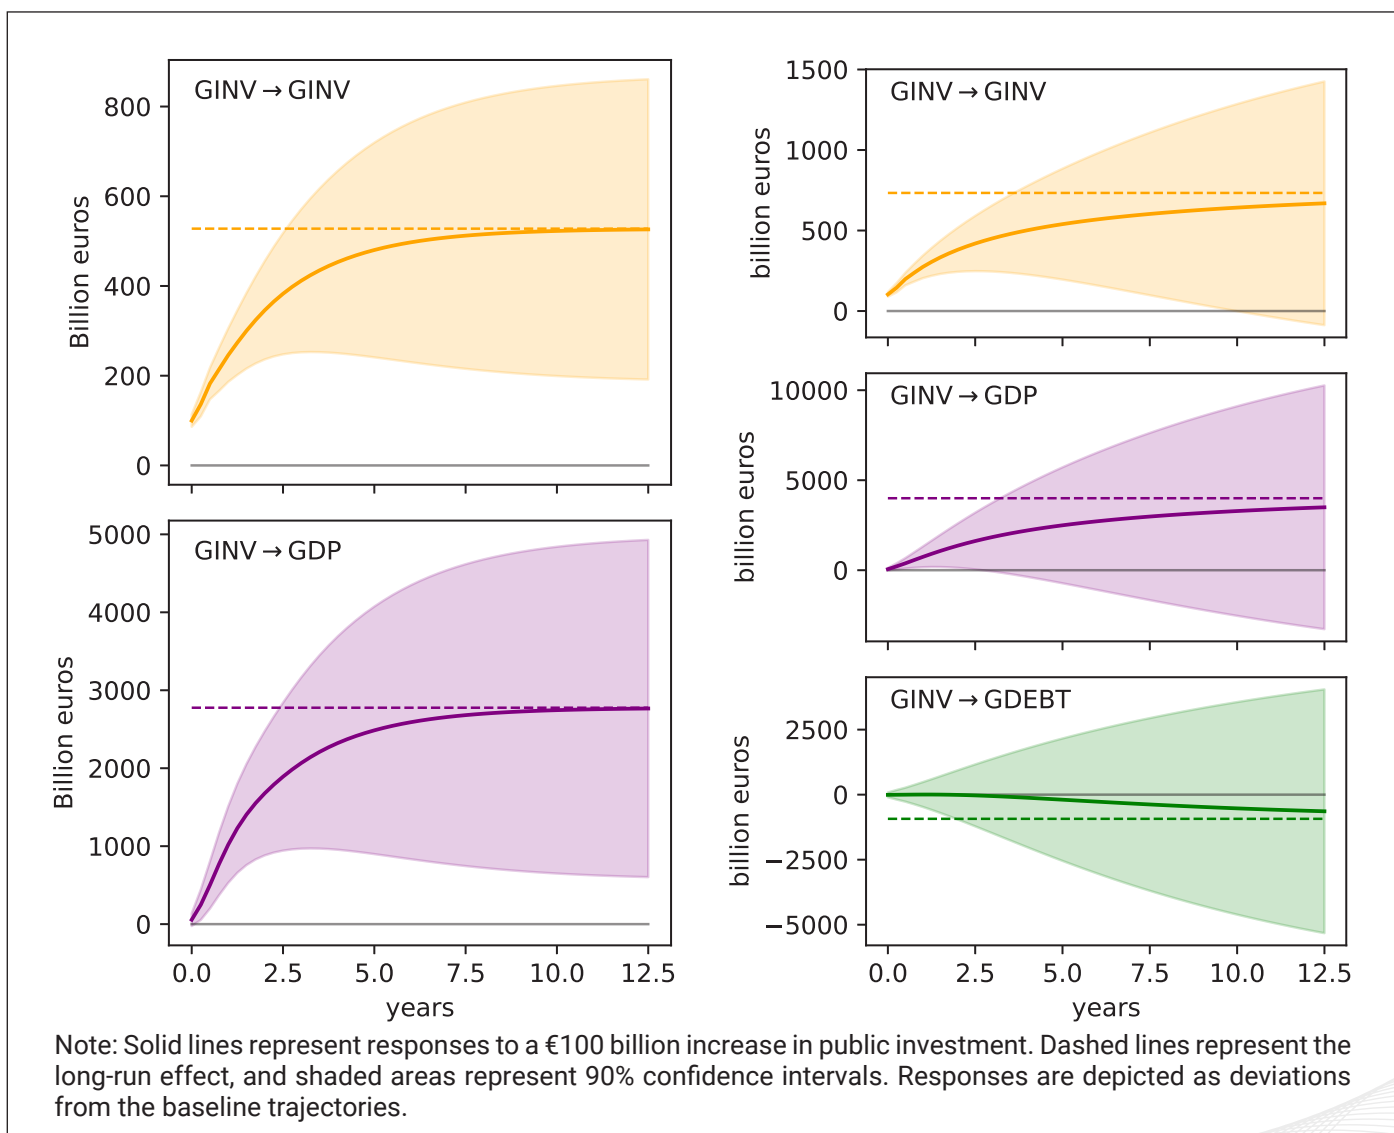 GINV → GINV
800
600
400
200
0
Billion euros
GINV → GDP
5000
4000
3000
2000
1000
0
Billion euros
0.0 2.5 5.0 7.5 10.0 12.5
years
GINV → GINV
1500
1000
500
0
billion euros
GINV → GDP
10000
5000
0
billion euros
GINV → GDEBT
2500
0
−2500
−5000
billion euros
0.0 2.5 5.0 7.5 10.0 12.5
years
Note: Solid lines represent responses to a €100 billion increase in public investment. Dashed lines represent the
long-run effect, and shaded areas represent 90% confidence intervals. Responses are depicted as deviations
from the baseline trajectories.